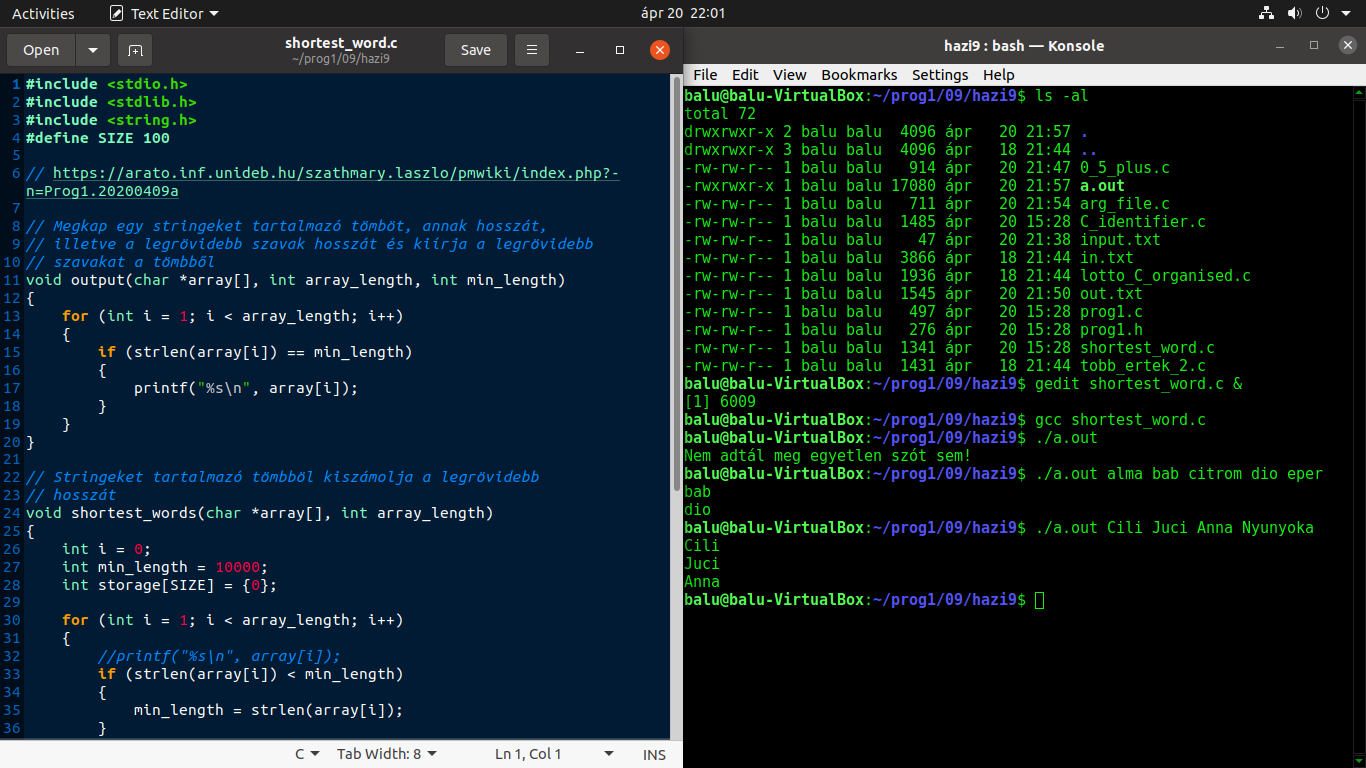 Activities Text Editor ápr 20 22:01
Open shortest_word.c Save
~/prog1/09/hazi9
1 #include <stdio.h>
2 #include <stdlib.h>
3 #include <string.h>
4 #define SIZE 100
5
6 // https://arato.inf.unideb.hu/szathmary.laszlo/pmwiki/index.php?-
n=Prog1.20200409a
7
8 // Megkap egy stringeket tartalmazó tömböt, annak hosszát,
9 // illetve a legrövidebb szavak hosszát és kiírja a legrövidebb
10 // szavakat a tömbből
11 void output(char *array[], int array_length, int min_length)
12 {
13     for (int i = 1; i < array_length; i++)
14     {
15         if (strlen(array[i]) == min_length)
16         {
17             printf("%s\n", array[i]);
18         }
19     }
20 }
21
22 // Stringeket tartalmazó tömbből kiszámolja a legrövidebb
23 // hosszát
24 void shortest_words(char *array[], int array_length)
25 {
26     int i = 0;
27     int min_length = 10000;
28     int storage[SIZE] = {0};
29
30     for (int i = 1; i < array_length; i++)
31     {
32         //printf("%s\n", array[i]);
33         if (strlen(array[i]) < min_length)
34         {
35             min_length = strlen(array[i]);
36         }
C Tab Width: 8 Ln 1, Col 1 INS
hazi9 : bash — Konsole
File Edit View Bookmarks Settings Help
balu@balu-VirtualBox:~/prog1/09/hazi9$ ls -al
total 72
drwxrwxr-x 2 balu balu  4096 ápr   20 21:57 .
drwxrwxr-x 3 balu balu  4096 ápr   18 21:44 ..
-rw-rw-r-- 1 balu balu   914 ápr   20 21:47 0_5_plus.c
-rwxrwxr-x 1 balu balu 17080 ápr   20 21:57 a.out
-rw-rw-r-- 1 balu balu   711 ápr   20 21:54 arg_file.c
-rw-rw-r-- 1 balu balu  1485 ápr   20 15:28 C_identifier.c
-rw-rw-r-- 1 balu balu    47 ápr   20 21:38 input.txt
-rw-rw-r-- 1 balu balu  3866 ápr   18 21:44 in.txt
-rw-rw-r-- 1 balu balu  1936 ápr   18 21:44 lotto_C_organised.c
-rw-rw-r-- 1 balu balu  1545 ápr   20 21:50 out.txt
-rw-rw-r-- 1 balu balu   497 ápr   20 15:28 prog1.c
-rw-rw-r-- 1 balu balu   276 ápr   20 15:28 prog1.h
-rw-rw-r-- 1 balu balu  1341 ápr   20 15:28 shortest_word.c
-rw-rw-r-- 1 balu balu  1431 ápr   18 21:44 tobb_ertek_2.c
balu@balu-VirtualBox:~/prog1/09/hazi9$ gedit shortest_word.c &
[1] 6009
balu@balu-VirtualBox:~/prog1/09/hazi9$ gcc shortest_word.c
balu@balu-VirtualBox:~/prog1/09/hazi9$ ./a.out
Nem adtál meg egyetlen szót sem!
balu@balu-VirtualBox:~/prog1/09/hazi9$ ./a.out alma bab citrom dio eper
bab
dio
balu@balu-VirtualBox:~/prog1/09/hazi9$ ./a.out Cili Juci Anna Nyunyoka
Cili
Juci
Anna
balu@balu-VirtualBox:~/prog1/09/hazi9$